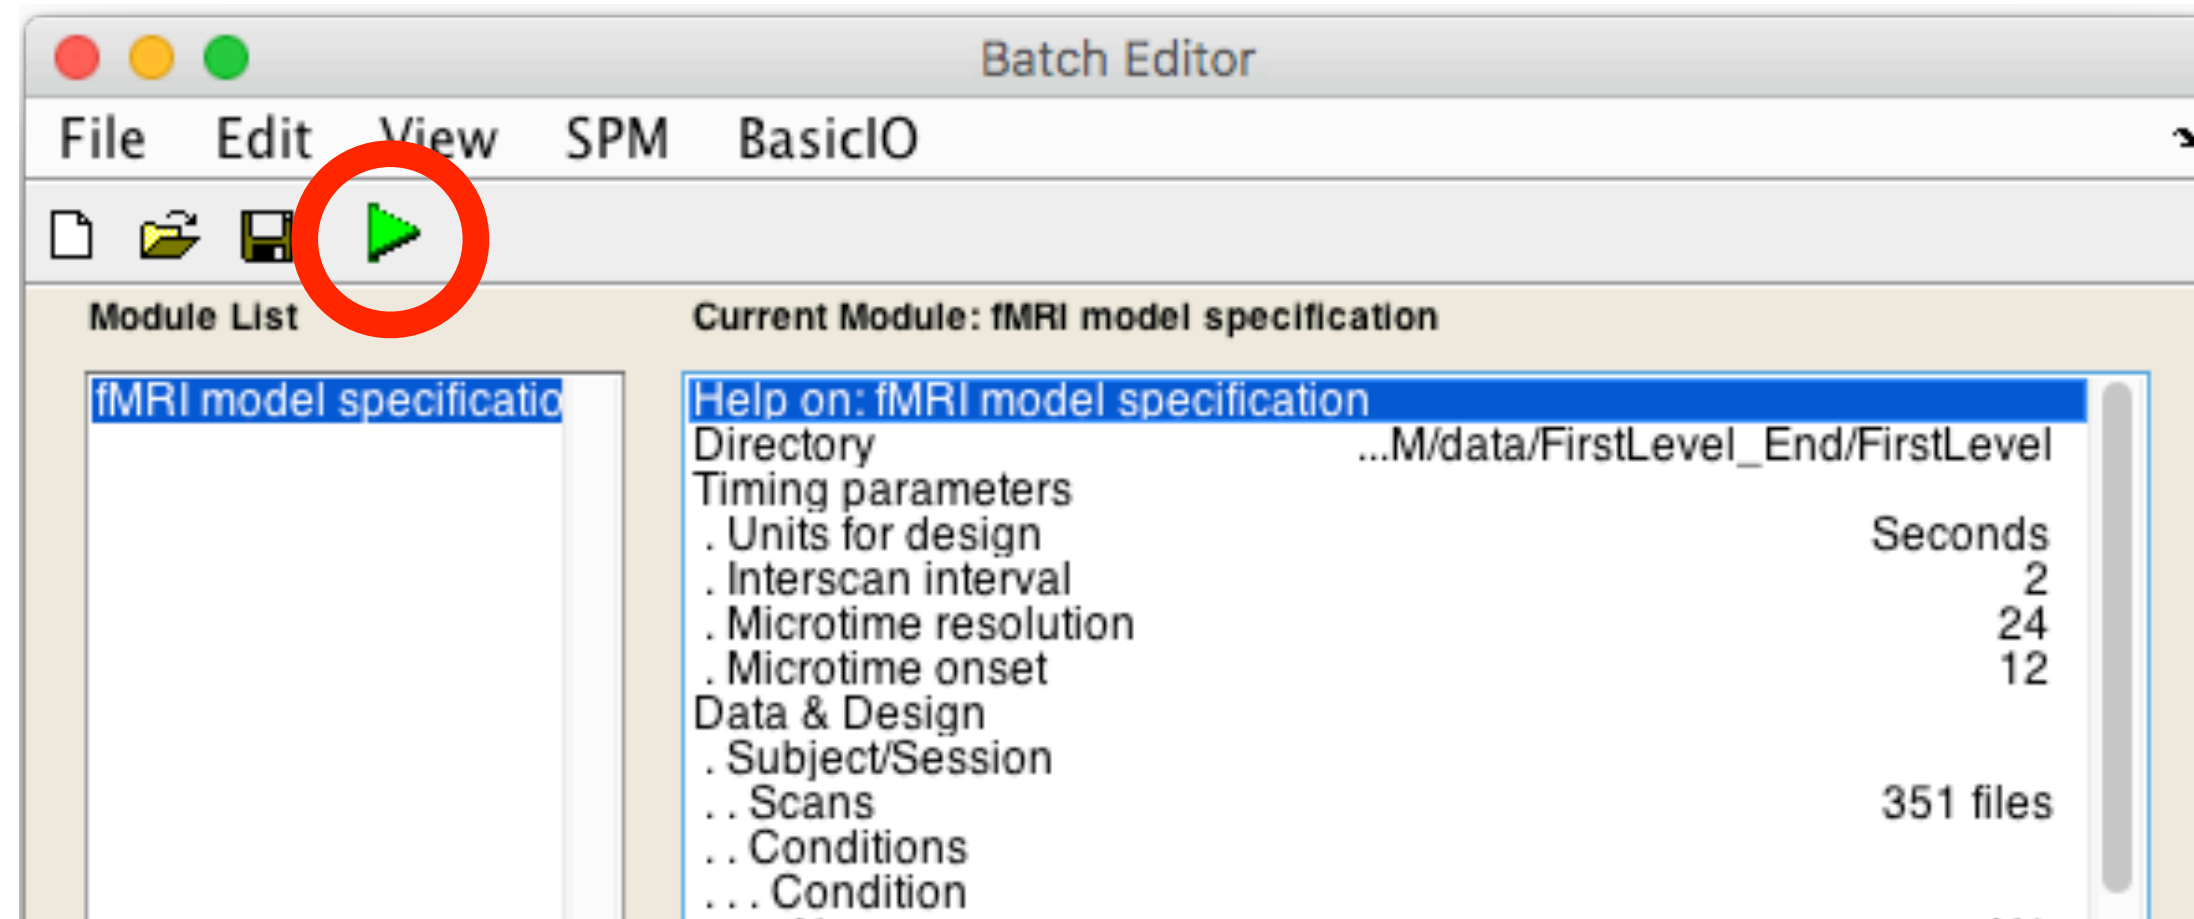 Batch Editor
File Edit View SPM BasicIO
Module List
Current Module: fMRI model specification
fMRI model specificatio
Help on: fMRI model specification
Directory ...M/data/FirstLevel_End/FirstLevel
Timing parameters
. Units for design Seconds
. Interscan interval 2
. Microtime resolution 24
. Microtime onset 12
Data & Design
. Subject/Session
. . Scans 351 files
. . Conditions
. . . Condition